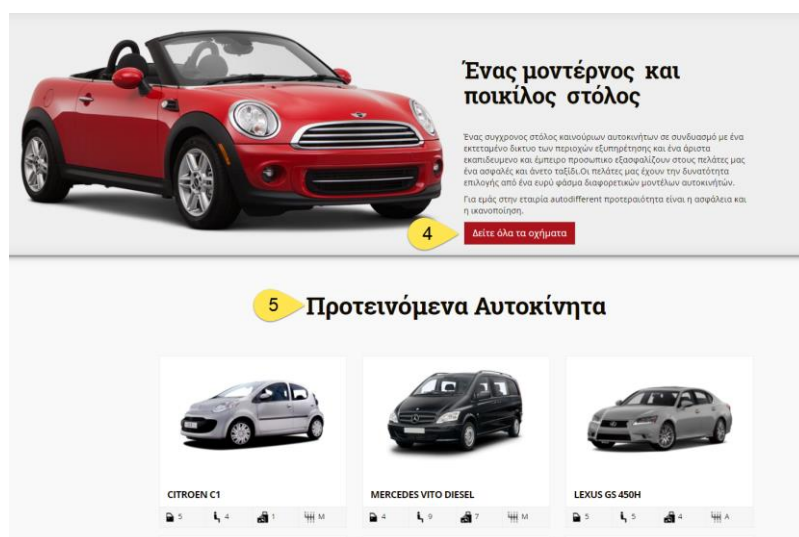 Ένας μοντέρνος και
ποικίλος στόλος
Ένας συγχρονος στόλος καινούριων αυτοκινήτων σε συνδυασμό με ένα
εκτεταμένο δικτυο των περιοχών εξυπηρέτησης και ένα άριστα
εκαπιδευμενο και έμπειρο προσωπικο εξασφαλίζουν στους πελάτες μας
ένα ασφαλές και άνετο ταξίδι.Οι πελάτες μας έχουν την δυνατότητα
επιλογής από ένα ευρύ φάσμα διαφορετικών μοντέλων αυτοκινήτων.
Για εμάς στην εταιρία autodifferent προτεραιότητα είναι η ασφάλεια και
η ικανοποίηση.
4 Δείτε όλα τα οχήματα
5 Προτεινόμενα Αυτοκίνητα
CITROEN C1 MERCEDES VITO DIESEL LEXUS GS 450H
5 4 1 M 4 9 7 M 5 5 4 A